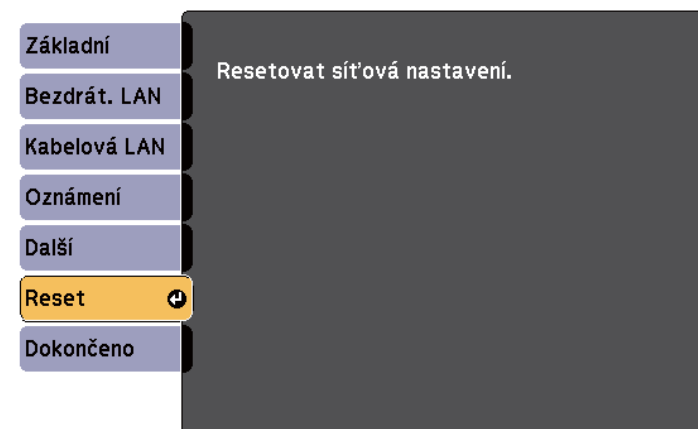 Základní
Bezdrát. LAN
Kabelová LAN
Oznámení
Další
Reset
Dokončeno
Resetovat síťová nastavení.